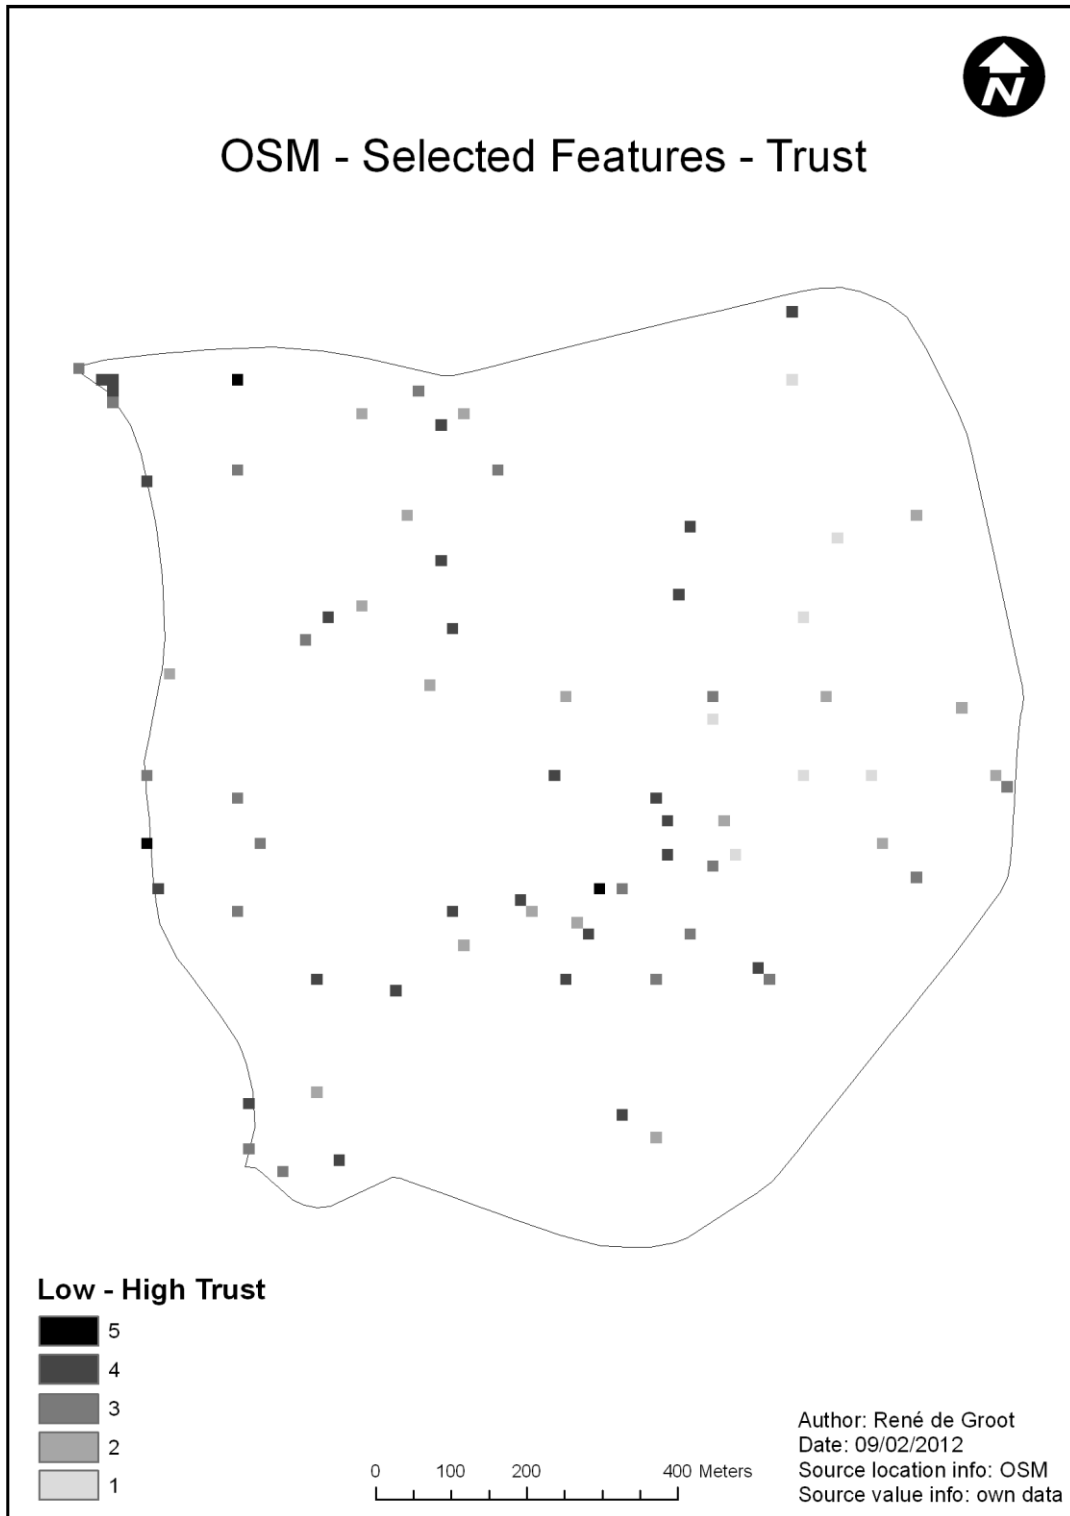 N
OSM - Selected Features - Trust
Low - High Trust
5
4
3
2
1
0 100 200 400 Meters
Author: René de Groot
Date: 09/02/2012
Source location info: OSM
Source value info: own data